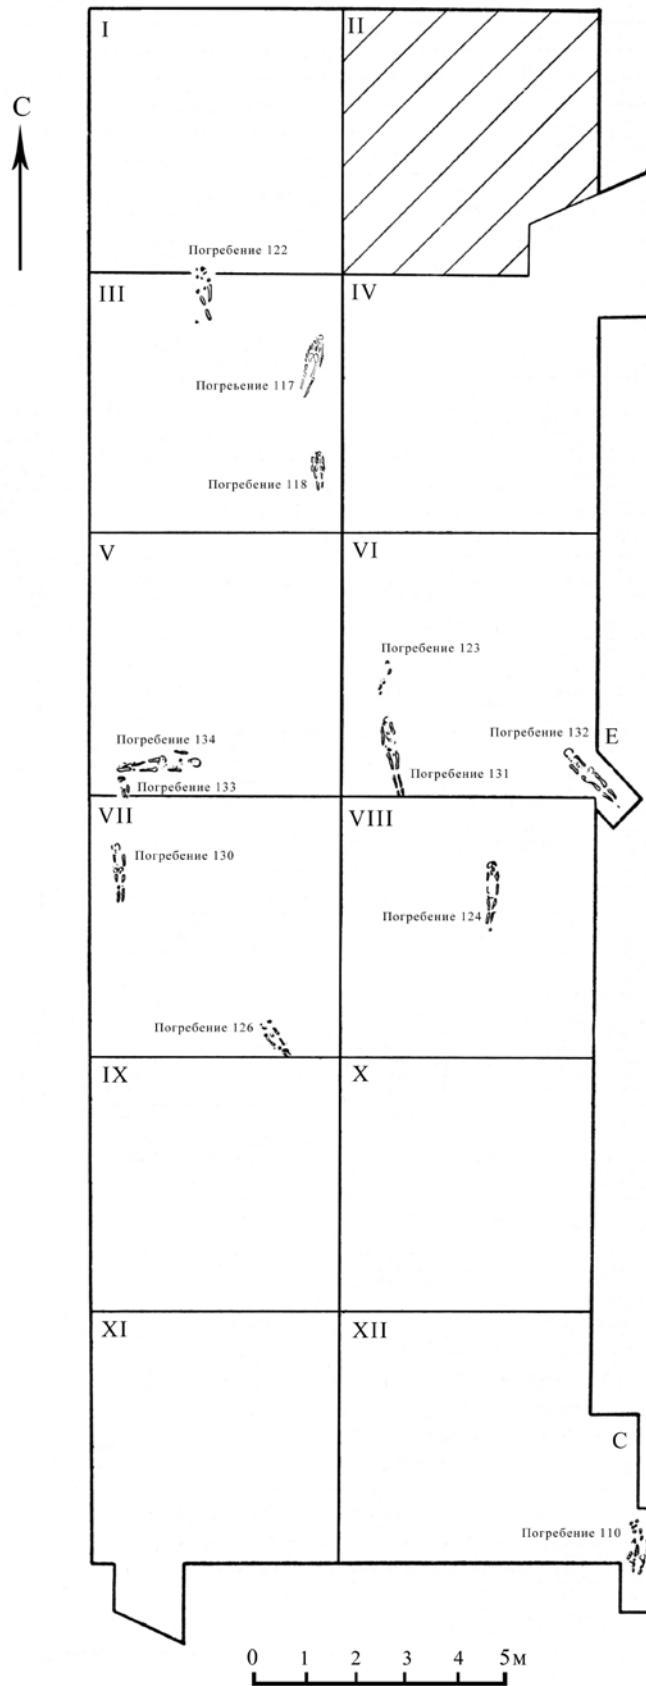 I
II
С
Погребение 122
III
IV
Погреьение 117
Погребение 118
V
VI
Погребение 123
Погребение 134
Погребение 132
E
Погребение 133
Погребение 131
VII
VIII
Погребение 130
Погребение 124
Погребение 126
IX
X
XI
XII
C
Погребение 110
0 1 2 3 4 5м